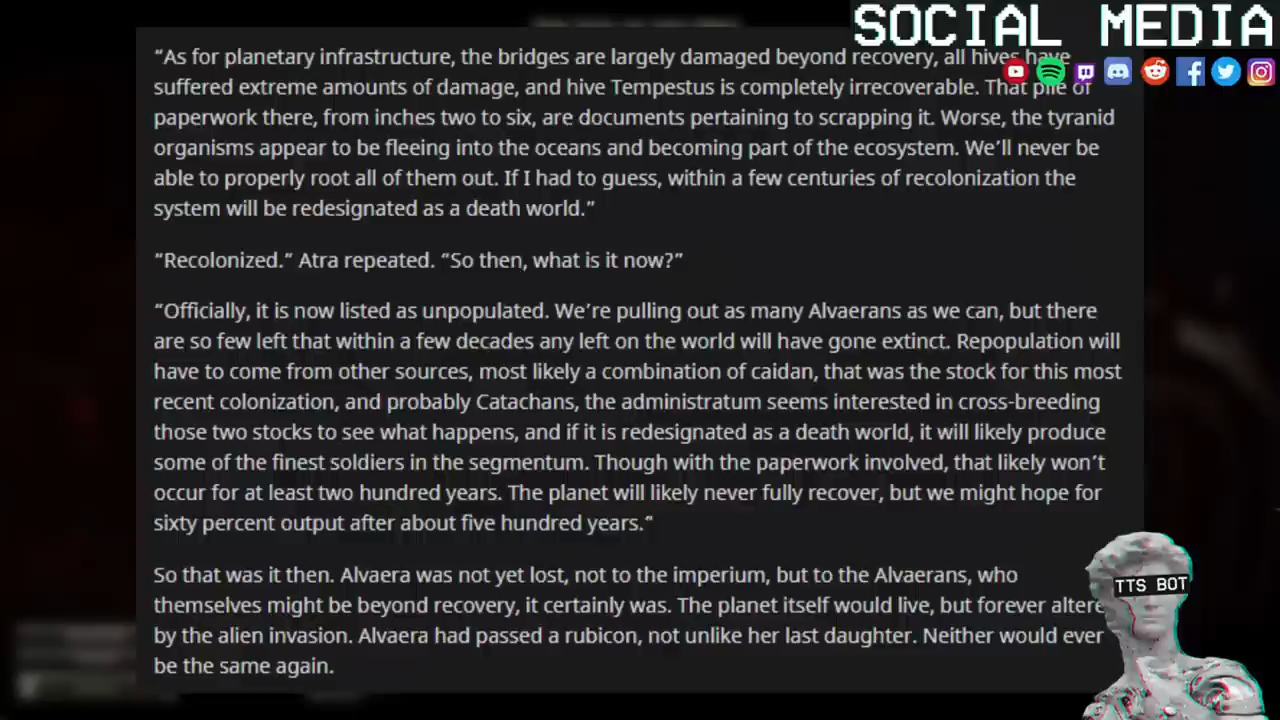 SOCIAL MEDIA
“As for planetary infrastructure, the bridges are largely damaged beyond recovery, all hives have
suffered extreme amounts of damage, and hive Tempestus is completely irrecoverable. That pile of
paperwork there, from inches two to six, are documents pertaining to scrapping it. Worse, the tyranid
organisms appear to be fleeing into the oceans and becoming part of the ecosystem. We’ll never be
able to properly root all of them out. If I had to guess, within a few centuries of recolonization the
system will be redesignated as a death world.”
“Recolonized.” Atra repeated. “So then, what is it now?”
“Officially, it is now listed as unpopulated. We’re pulling out as many Alvaerans as we can, but there
are so few left that within a few decades any left on the world will have gone extinct. Repopulation will
have to come from other sources, most likely a combination of caidan, that was the stock for this most
recent colonization, and probably Catachans, the administratum seems interested in cross-breeding
those two stocks to see what happens, and if it is redesignated as a death world, it will likely produce
some of the finest soldiers in the segmentum. Though with the paperwork involved, that likely won’t
occur for at least two hundred years. The planet will likely never fully recover, but we might hope for
sixty percent output after about five hundred years.”
So that was it then. Alvaera was not yet lost, not to the imperium, but to the Alvaerans, who
themselves might be beyond recovery, it certainly was. The planet itself would live, but forever altere
by the alien invasion. Alvaera had passed a rubicon, not unlike her last daughter. Neither would ever
be the same again.
TTS BOT